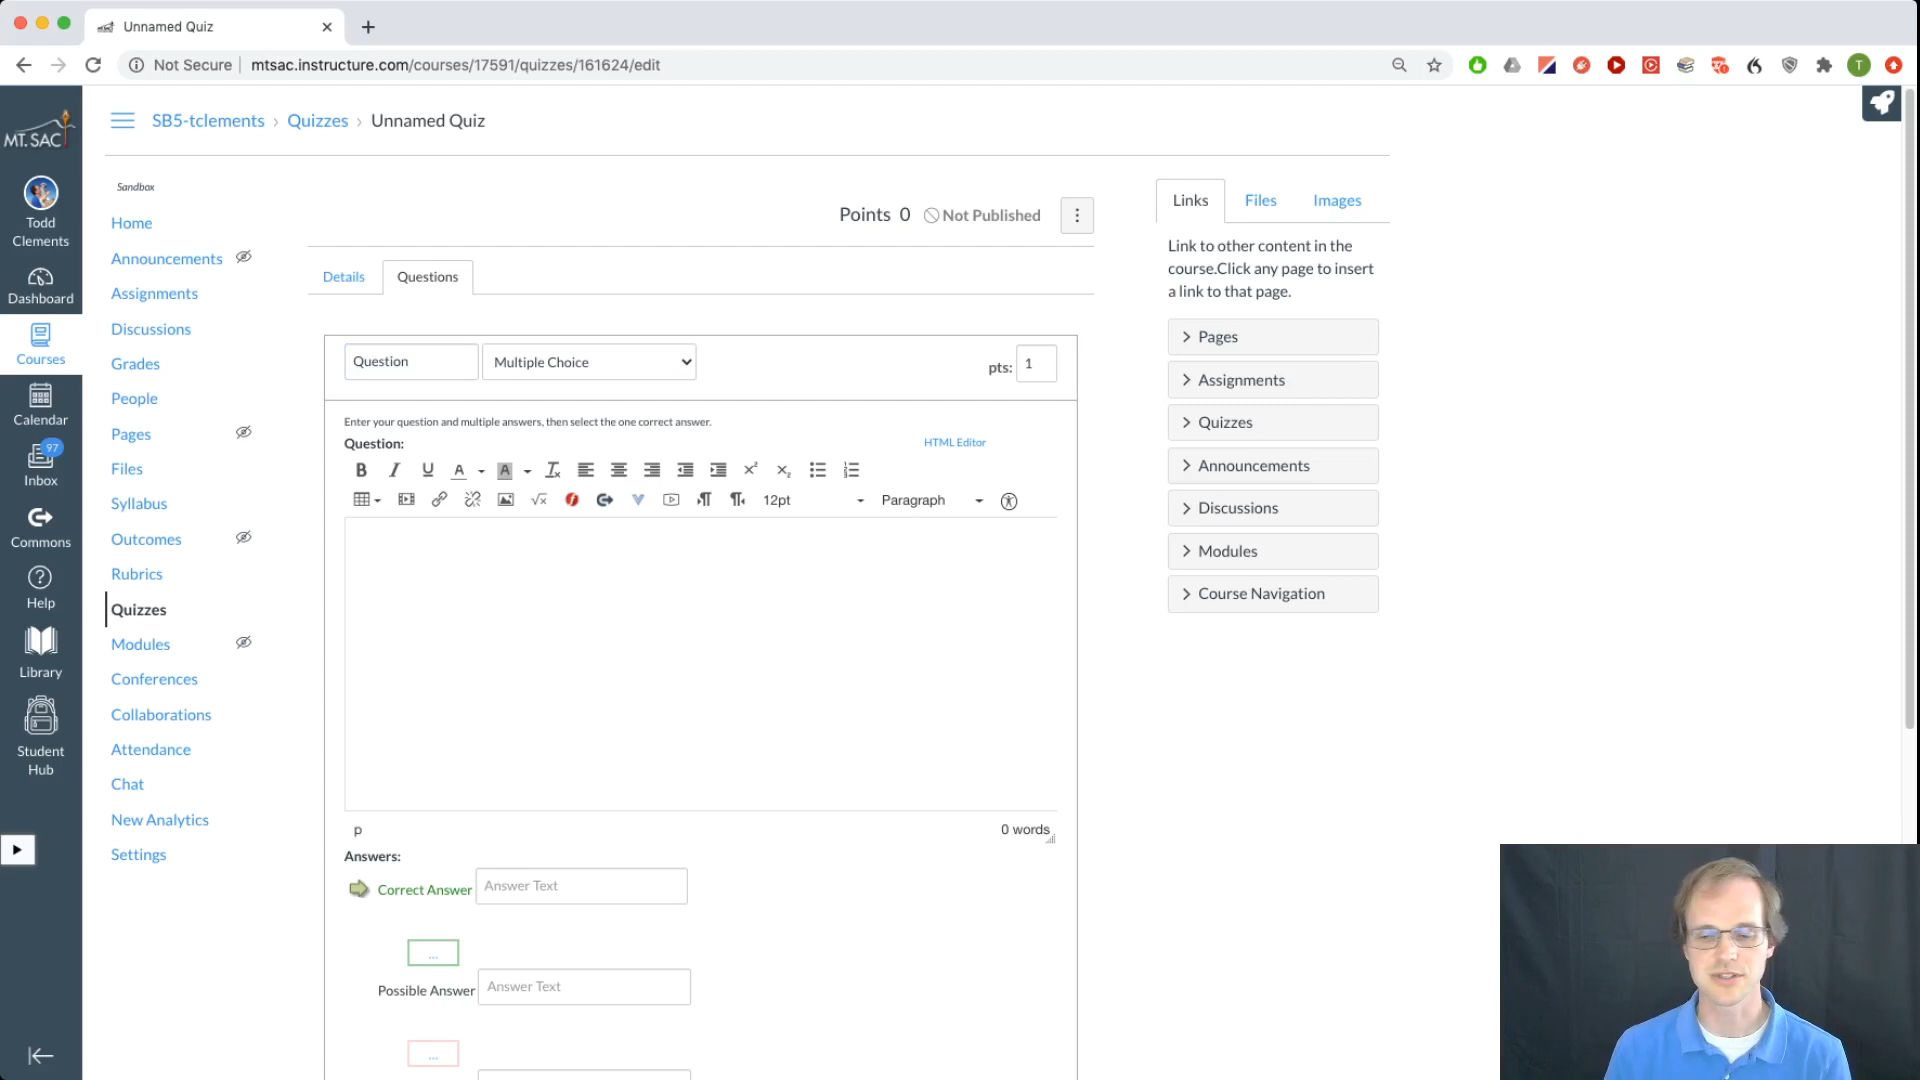 Unnamed Quiz
Not Secure
mtsac.instructure.com/courses/17591/quizzes/161624/edit
T
MT. SAC
Todd
Clements
Dashboard
Courses
Calendar
97
Inbox
Commons
Help
Library
Student
Hub
SB5-tclements › Quizzes › Unnamed Quiz
Sandbox
Home
Announcements
Assignments
Discussions
Grades
People
Pages
Files
Syllabus
Outcomes
Rubrics
Quizzes
Modules
Conferences
Collaborations
Attendance
Chat
New Analytics
Settings
Points 0 Not Published
Details
Questions
Question
Multiple Choice
pts: 1
Enter your question and multiple answers, then select the one correct answer.
Question:
HTML Editor
12pt
Paragraph
p
0 words
Answers:
Correct Answer
Answer Text
...
Possible Answer
Answer Text
...
Links
Files
Images
Link to other content in the
course.Click any page to insert
a link to that page.
Pages
Assignments
Quizzes
Announcements
Discussions
Modules
Course Navigation